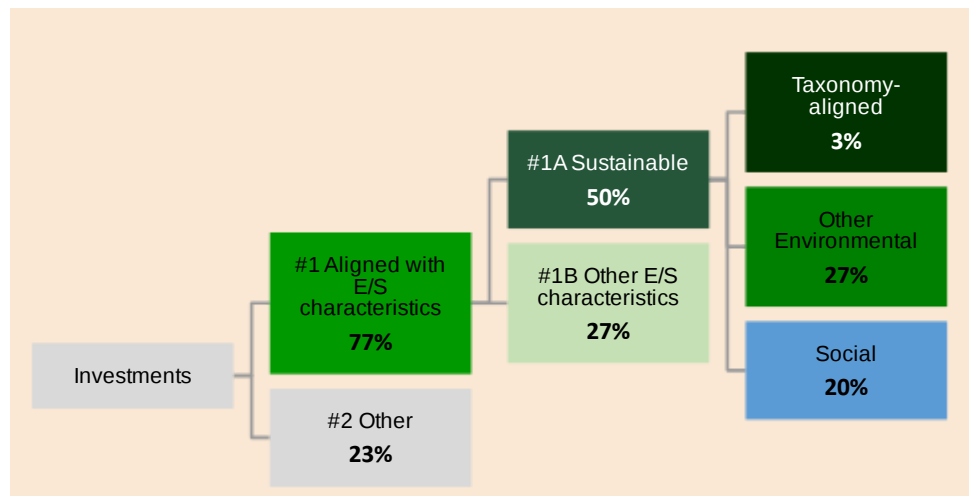 Investments
#1 Aligned with
E/S
characteristics
77%
#2 Other
23%
#1A Sustainable
50%
#1B Other E/S
characteristics
27%
Taxonomy-
aligned
3%
Other
Environmental
27%
Social
20%